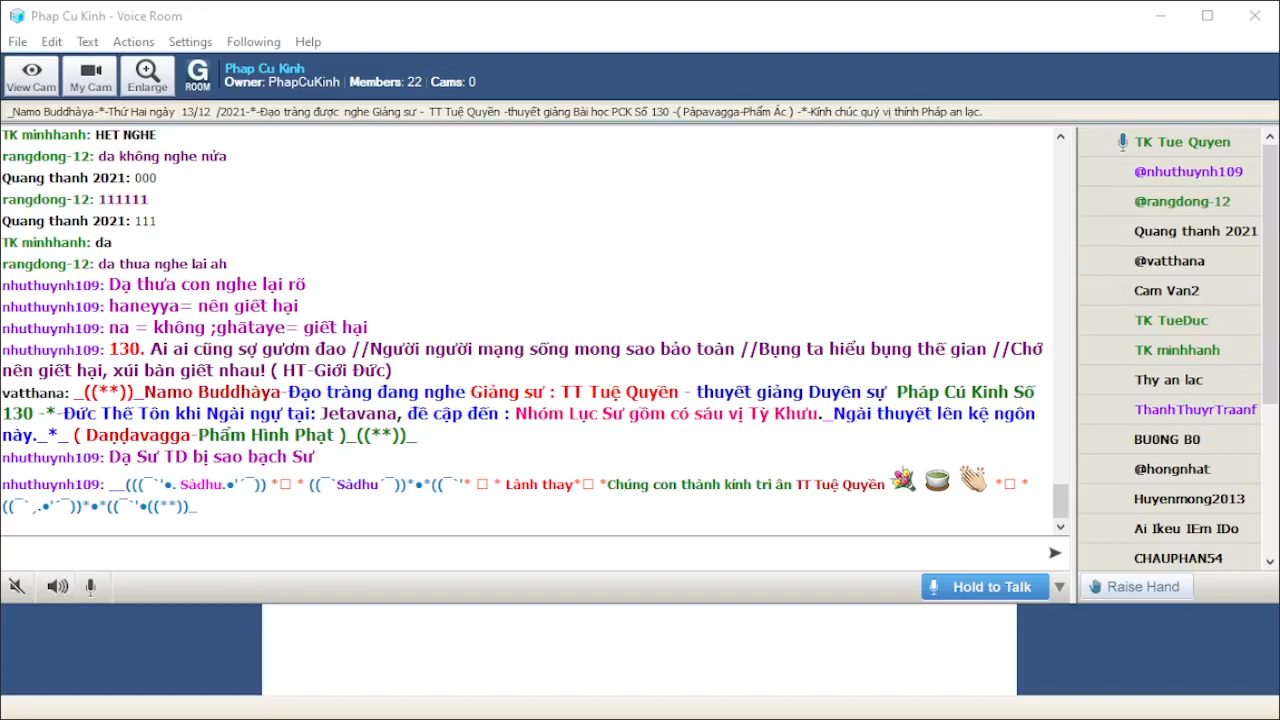 Phap Cu Kinh - Voice Room
File Edit Text Actions Settings Following Help
View Cam My Cam Enlarge G ROOM
Phap Cu Kinh
Owner: PhapCuKinh | Members: 22 | Cams: 0
_Namo Buddhàya-*-Thứ Hai ngày 13/12 /2021-*-Đạo tràng được nghe Giảng sư - TT Tuệ Quyền -thuyết giảng Bài học PCK Số 130 -( Pàpavagga-Phẩm Ác ) -*-Kính chúc quý vị thính Pháp an lạc.
TK minhhanh: HET NGHE
rangdong-12: da không nghe nửa
Quang thanh 2021: 000
rangdong-12: 111111
Quang thanh 2021: 111
TK minhhanh: da
rangdong-12: da thua nghe lai ah
nhuthuynh109: Dạ thưa con nghe lại rõ
nhuthuynh109: haneyya= nên giết hại
nhuthuynh109: na = không ;ghātaye= giết hại
nhuthuynh109: 130. Ai ai cũng sợ gươm đao //Người người mạng sống mong sao bảo toàn //Bụng ta hiểu bụng thế gian //Chớ
nên giết hại, xúi bàn giết nhau! ( HT-Giới Đức)
vatthana: _((**))_Namo Buddhàya-Đạo tràng đang nghe Giảng sư : TT Tuệ Quyền - thuyết giảng Duyên sự Pháp Cú Kinh Số
130 -*-Đức Thế Tôn khi Ngài ngự tại: Jetavana, đề cập đến : Nhóm Lục Sư gồm có sáu vị Tỳ Khưu._Ngài thuyết lên kệ ngôn
này._*_ ( Daṇḍavagga-Phẩm Hình Phạt )_((**))_
nhuthuynh109: Dạ Sư TD bị sao bạch Sư
nhuthuynh109: __(((¯`'●. Sàdhu.●'´¯)) *□ * ((¯`Sàdhu´¯))*●*((¯`'* □ * Lành thay*□ *Chúng con thành kính tri ân TT Tuệ Quyền *□ *
((¯`¸.●'´¯))*●*((¯`'●((**))_
TK Tue Quyen
@nhuthuynh109
@rangdong-12
Quang thanh 2021
@vatthana
Cam Van2
TK TueDuc
TK minhhanh
Thy an lac
ThanhThuyrTraanf
BU0NG B0
@hongnhat
Huyenmong2013
Ai Ikeu IEm IDo
CHAUPHAN54
Hold to Talk
Raise Hand